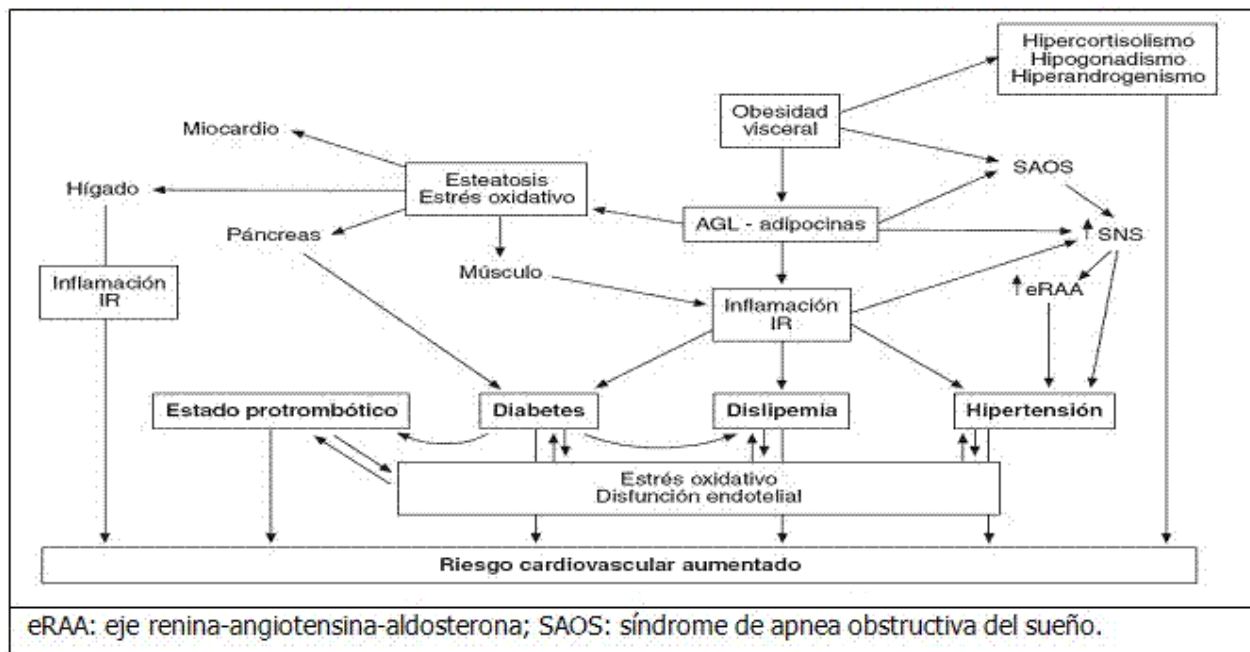 Hipercortisolismo
Hipogonadismo
Hiperandrogenismo
Obesidad
visceral
Miocardio
SAOS
Hígado
Esteatosis
Estrés oxidativo
AGL - adipocinas
SNS
Páncreas
Músculo
Inflamación
IR
eRAA
Inflamación
IR
Estado protrombótico
Diabetes
Dislipemia
Hipertensión
Estrés oxidativo
Disfunción endotelial
Riesgo cardiovascular aumentado
eRAA: eje renina-angiotensina-aldosterona; SAOS: síndrome de apnea obstructiva del sueño.